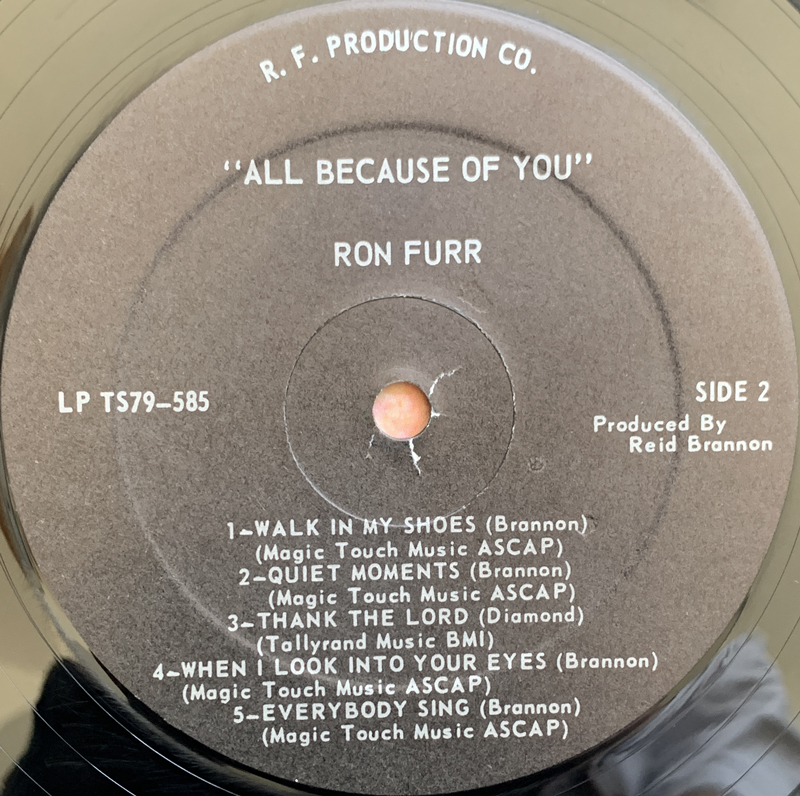 R. F. PRODUCTION CO.
"ALL BECAUSE OF YOU"
RON FURR
LP TS79-585
SIDE 2
Produced By
Reid Brannon
1-WALK IN MY SHOES (Brannon)
(Magic Touch Music ASCAP)
2-QUIET MOMENTS (Brannon)
(Magic Touch Music ASCAP)
3-THANK THE LORD (Diamond)
(Tallyrand Music BMI)
4-WHEN I LOOK INTO YOUR EYES (Brannon)
(Magic Touch Music ASCAP)
5-EVERYBODY SING (Brannon)
(Magic Touch Music ASCAP)